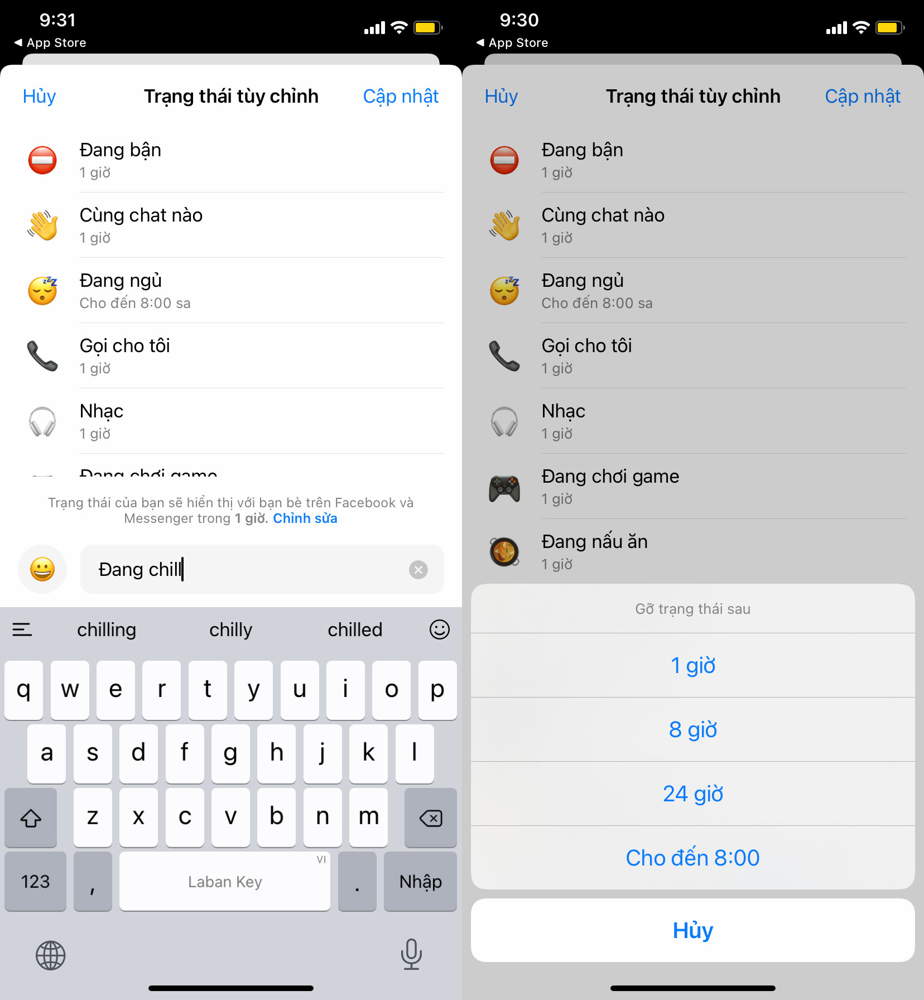 9:31
App Store
Hủy
Trạng thái tùy chỉnh
Cập nhật
Đang bận
1 giờ
Cùng chat nào
1 giờ
Đang ngủ
Cho đến 8:00 sa
Gọi cho tôi
1 giờ
Nhạc
1 giờ
Đang chơi game
Trạng thái của bạn sẽ hiển thị với bạn bè trên Facebook và
Messenger trong 1 giờ. Chỉnh sửa
Đang chill
chilling chilly chilled
q w e r t y u i o p
a s d f g h j k l
z x c v b n m
123 , Laban Key VI . Nhập
9:30
App Store
Hủy
Trạng thái tùy chỉnh
Cập nhật
Đang bận
1 giờ
Cùng chat nào
1 giờ
Đang ngủ
Cho đến 8:00 sa
Gọi cho tôi
1 giờ
Nhạc
1 giờ
Đang chơi game
1 giờ
Đang nấu ăn
1 giờ
Gỡ trạng thái sau
1 giờ
8 giờ
24 giờ
Cho đến 8:00
Hủy